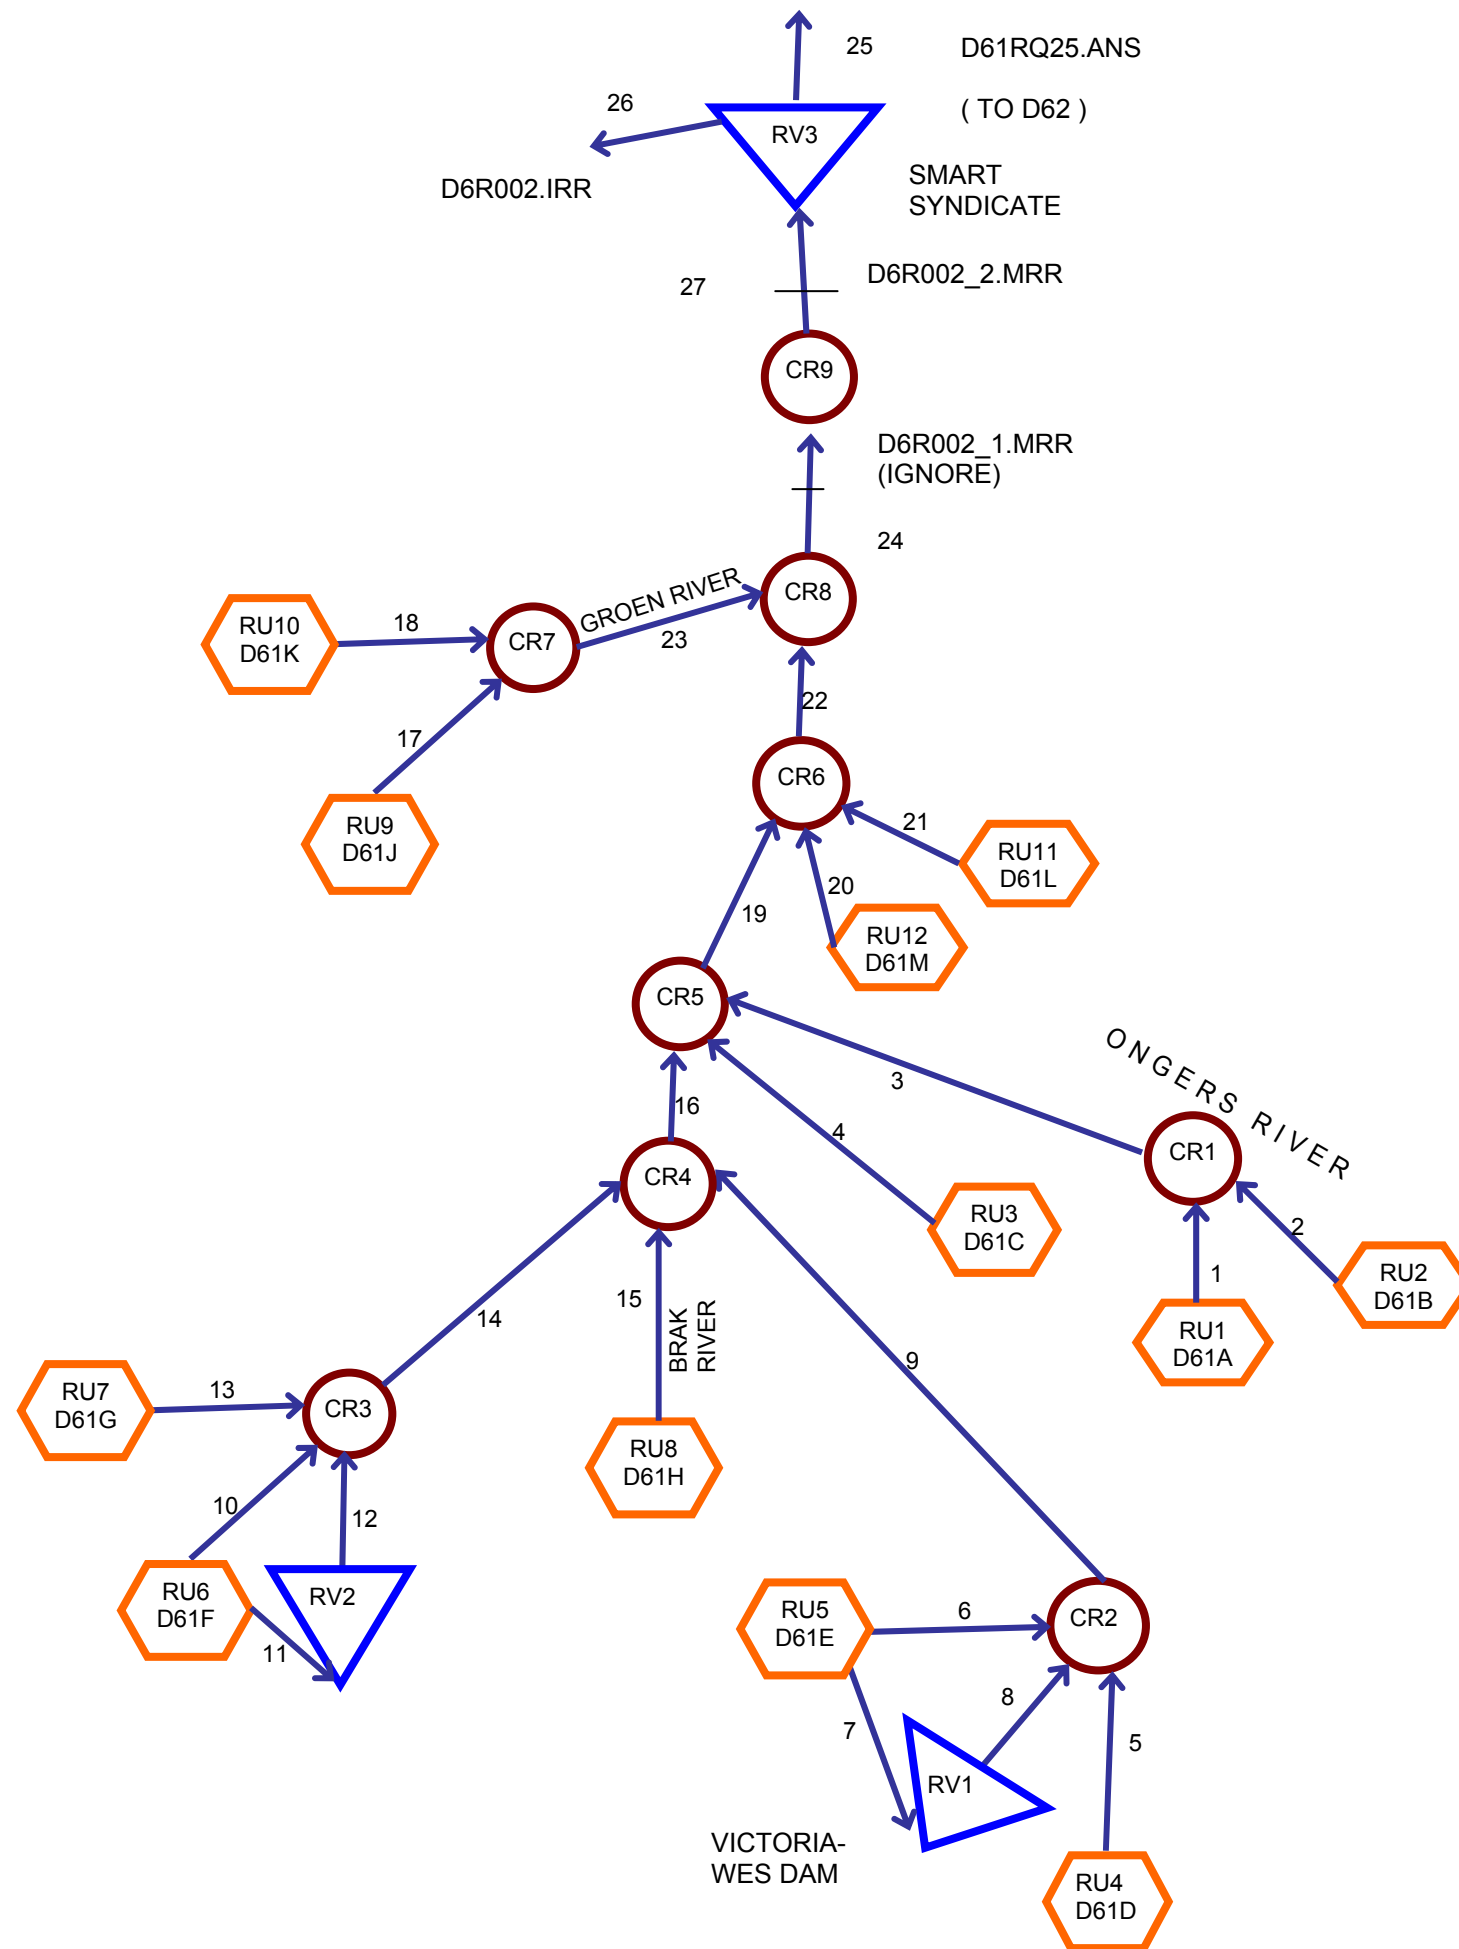 25
D61RQ25.ANS
26
( TO D62 )
RV3
D6R002.IRR
SMART
SYNDICATE
27
D6R002_2.MRR
CR9
D6R002_1.MRR
(IGNORE)
24
CR8
GROEN RIVER
23
RU10
D61K
18
CR7
22
17
CR6
RU9
D61J
21
RU11
D61L
20
19
RU12
D61M
CR5
3
ONGERS RIVER
16
4
CR4
CR1
RU3
D61C
2
1
RU2
D61B
15
BRAK
RIVER
14
RU1
D61A
9
RU7
D61G
13
CR3
RU8
D61H
10
12
RU6
D61F
RV2
11
RU5
D61E
6
CR2
8
7
5
RV1
VICTORIA-
WES DAM
RU4
D61D